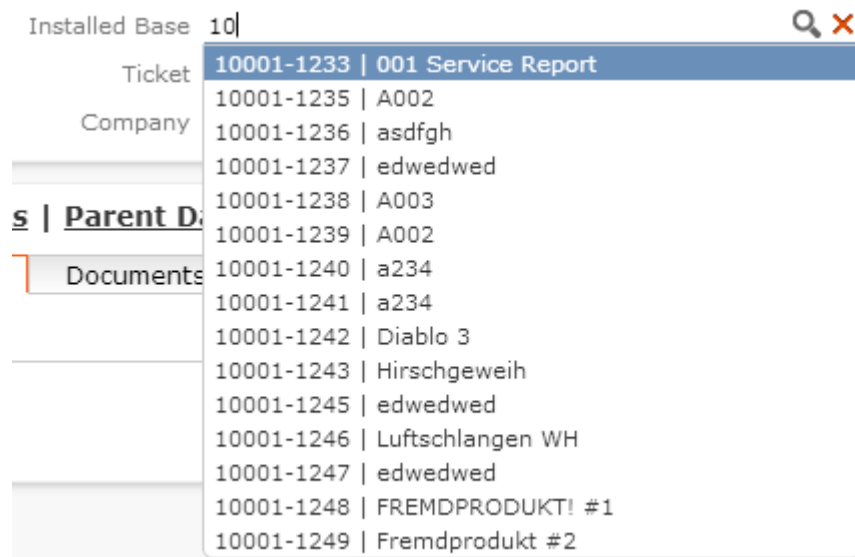 Installed Base 10
10001-1233 | 001 Service Report
Ticket
10001-1235 | A002
Company
10001-1236 | asdfgh
10001-1237 | edwedwed
10001-1238 | A003
s | Parent Da
10001-1239 | A002
Documents
10001-1240 | a234
10001-1241 | a234
10001-1242 | Diablo 3
10001-1243 | Hirschgeweih
10001-1245 | edwedwed
10001-1246 | Luftschlangen WH
10001-1247 | edwedwed
10001-1248 | FREMDPRODUKT! #1
10001-1249 | Fremdprodukt #2